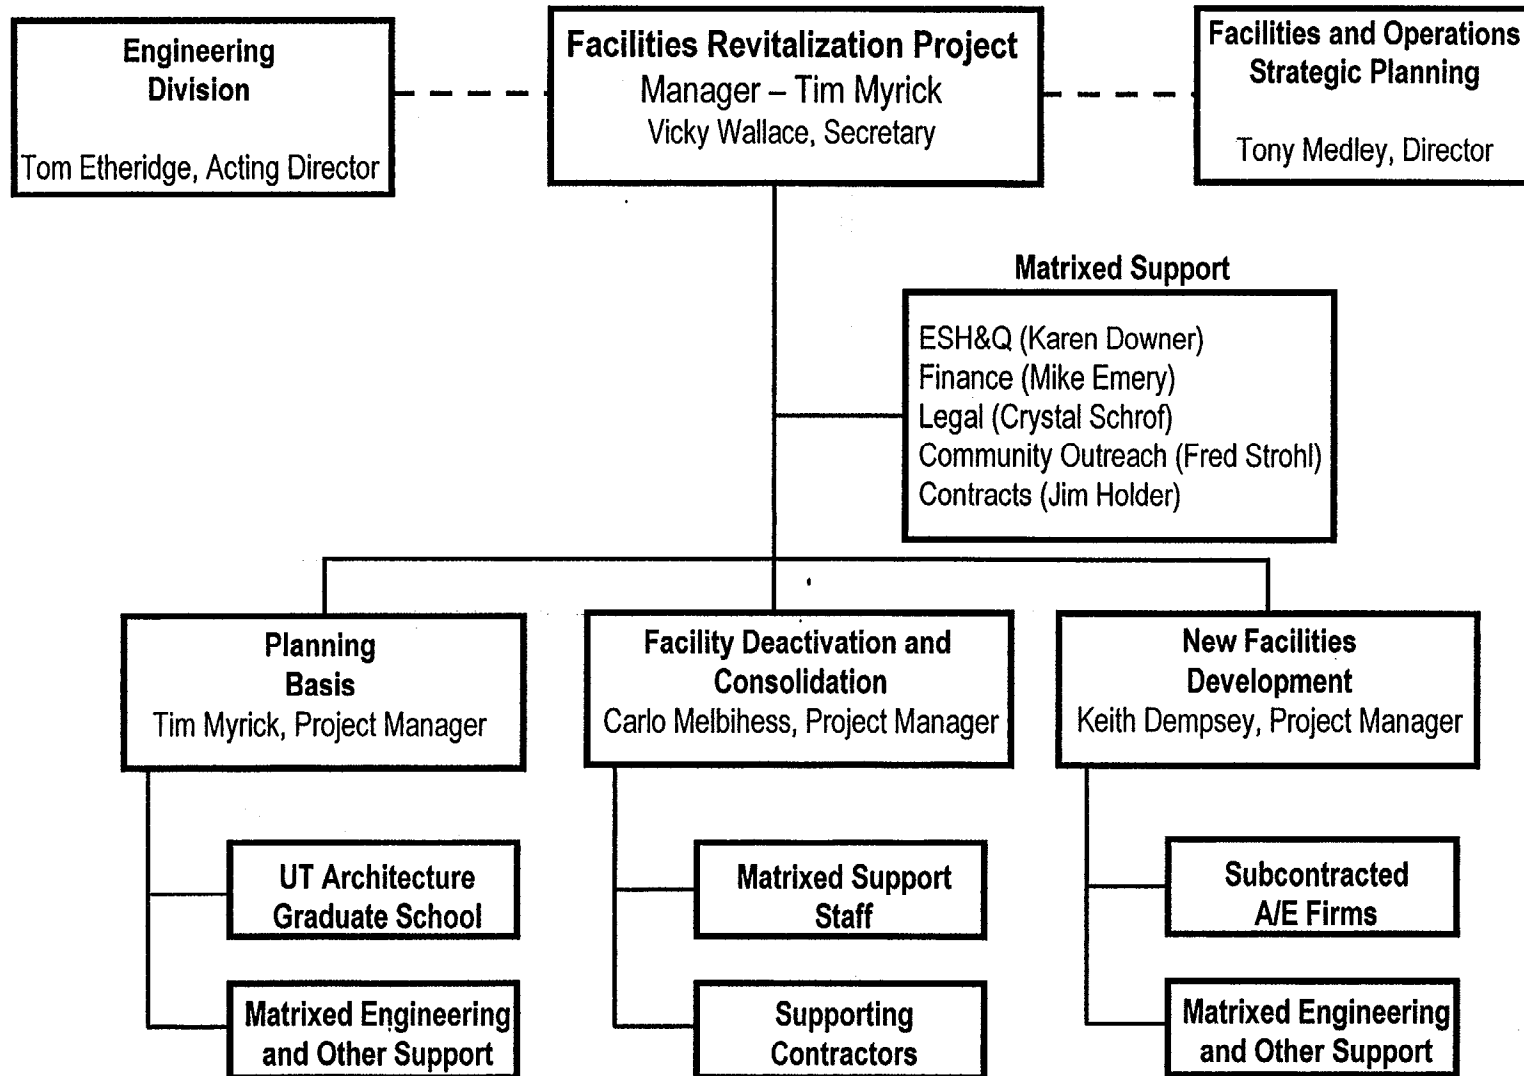 Engineering
Division
Tom Etheridge, Acting Director
Facilities Revitalization Project
Manager – Tim Myrick
Vicky Wallace, Secretary
Facilities and Operations
Strategic Planning
Tony Medley, Director
Matrixed Support
ESH&Q (Karen Downer)
Finance (Mike Emery)
Legal (Crystal Schrof)
Community Outreach (Fred Strohl)
Contracts (Jim Holder)
Planning
Basis
Tim Myrick, Project Manager
Facility Deactivation and
Consolidation
Carlo Melbihess, Project Manager
New Facilities
Development
Keith Dempsey, Project Manager
UT Architecture
Graduate School
Matrixed Support
Staff
Subcontracted
A/E Firms
Matrixed Engineering
and Other Support
Supporting
Contractors
Matrixed Engineering
and Other Support